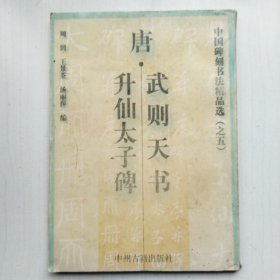 中国碑刻书法精品选（之五）
唐·武则天书
升仙太子碑
中州古籍出版社